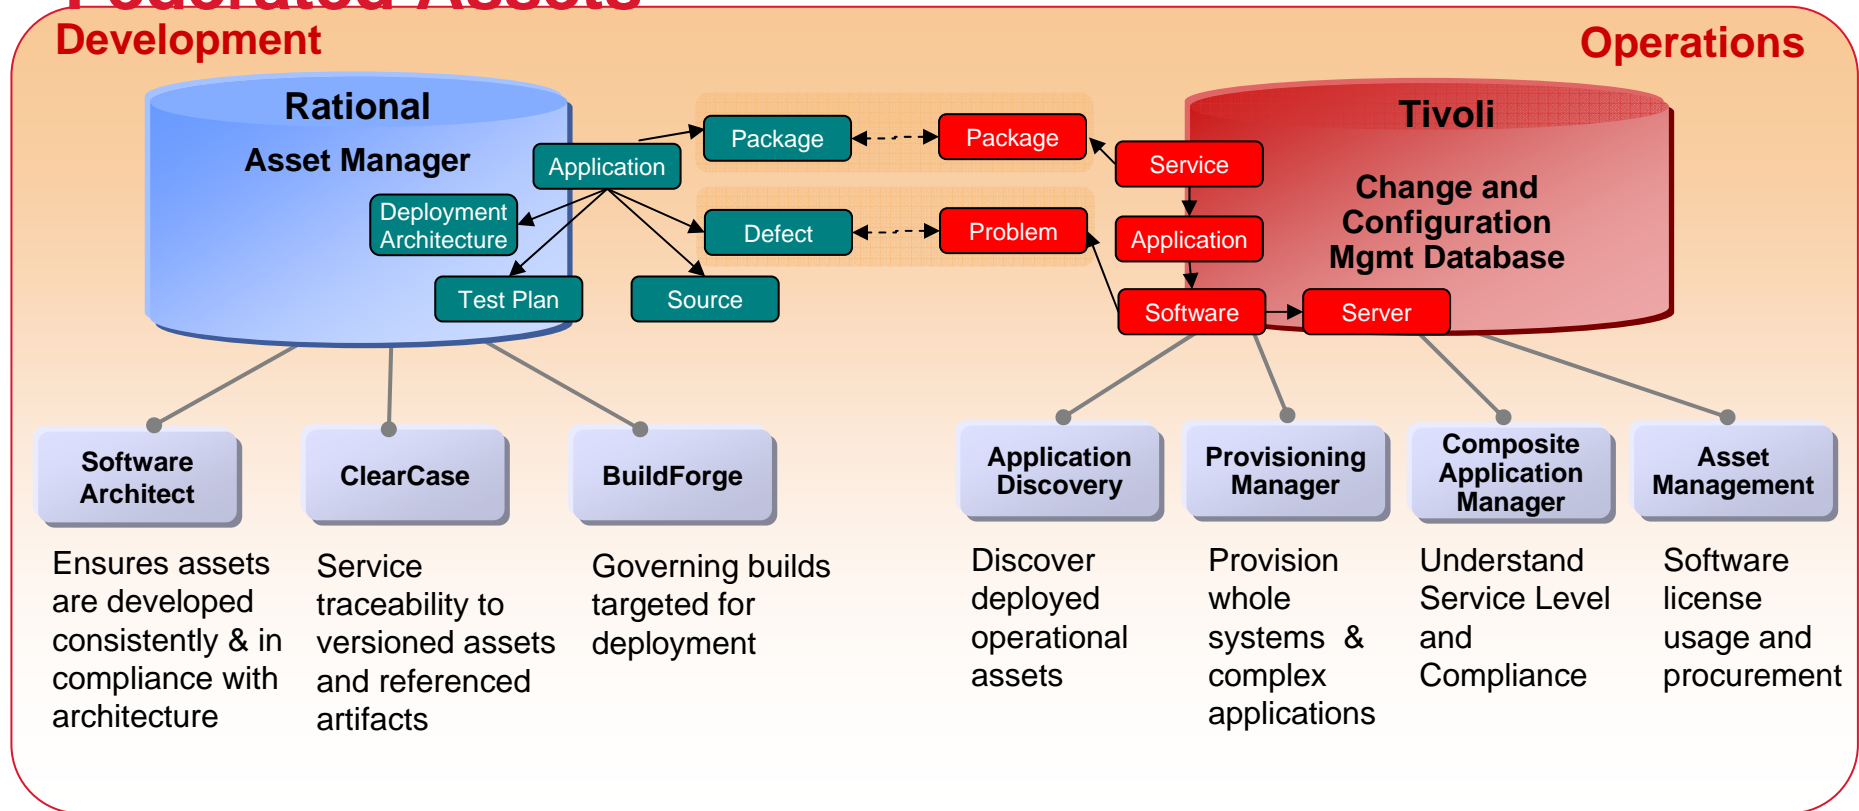 Federated Assets
Development
Operations
Rational
Asset Manager
Application
Deployment
Architecture
Test Plan
Source
Package
Defect
Package
Problem
Service
Application
Software
Server
Tivoli
Change and
Configuration
Mgmt Database
Software
Architect
ClearCase
BuildForge
Application
Discovery
Provisioning
Manager
Composite
Application
Manager
Asset
Management
Ensures assets
are developed
consistently & in
compliance with
architecture
Service
traceability to
versioned assets
and referenced
artifacts
Governing builds
targeted for
deployment
Discover
deployed
operational
assets
Provision
whole
systems &
complex
applications
Understand
Service Level
and
Compliance
Software
license
usage and
procurement